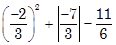 (-2/3)² + |-7/3| - 11/6